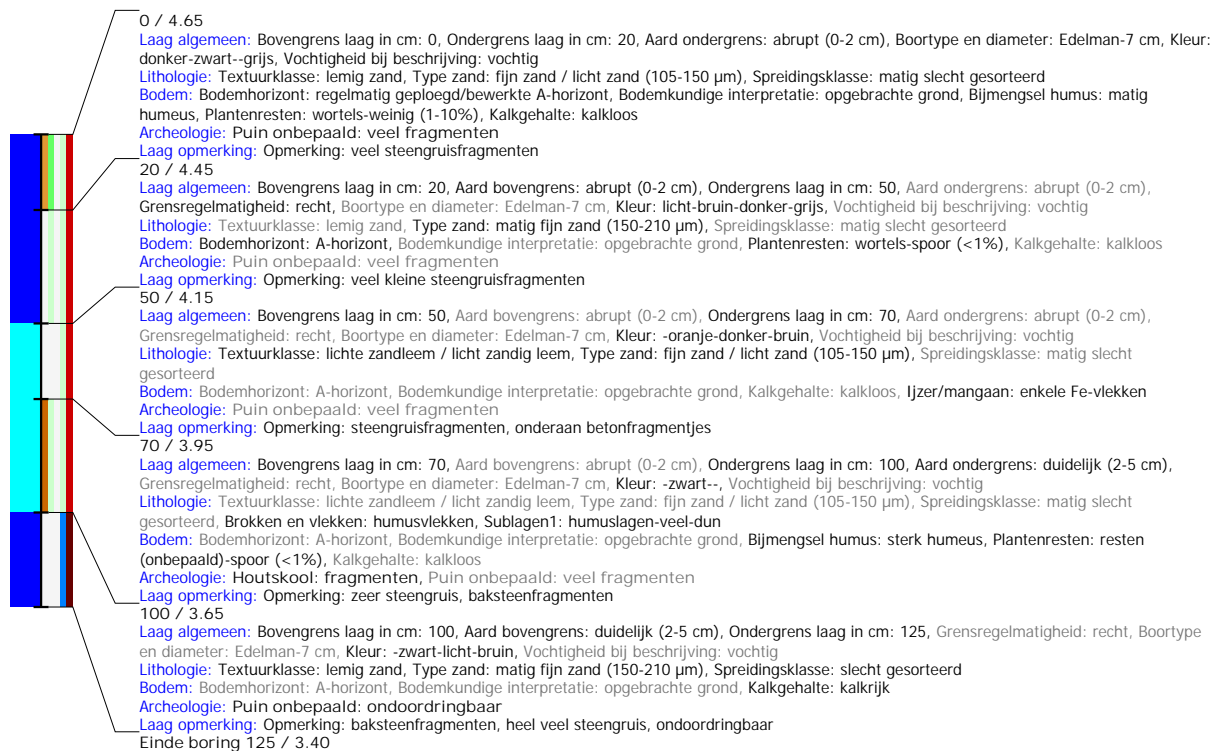 0 / 4.65
Laag algemeen: Bovengrens laag in cm: 0, Ondergrens laag in cm: 20, Aard ondergrens: abrupt (0-2 cm), Boortype en diameter: Edelman-7 cm, Kleur:
donker-zwart--grijs, Vochtigheid bij beschrijving: vochtig
Lithologie: Textuurklasse: lemig zand, Type zand: fijn zand / licht zand (105-150 µm), Spreidingsklasse: matig slecht gesorteerd
Bodem: Bodemhorizont: regelmatig geploegd/bewerkte A-horizont, Bodemkundige interpretatie: opgebrachte grond, Bijmengsel humus: matig
humeus, Plantenresten: wortels-weinig (1-10%), Kalkgehalte: kalkloos
Archeologie: Puin onbepaald: veel fragmenten
Laag opmerking: Opmerking: veel steengruisfragmenten
20 / 4.45
Laag algemeen: Bovengrens laag in cm: 20, Aard bovengrens: abrupt (0-2 cm), Ondergrens laag in cm: 50, Aard ondergrens: abrupt (0-2 cm),
Grensregelmatigheid: recht, Boortype en diameter: Edelman-7 cm, Kleur: licht-bruin-donker-grijs, Vochtigheid bij beschrijving: vochtig
Lithologie: Textuurklasse: lemig zand, Type zand: matig fijn zand (150-210 µm), Spreidingsklasse: matig slecht gesorteerd
Bodem: Bodemhorizont: A-horizont, Bodemkundige interpretatie: opgebrachte grond, Plantenresten: wortels-spoor (<1%), Kalkgehalte: kalkloos
Archeologie: Puin onbepaald: veel fragmenten
Laag opmerking: Opmerking: veel kleine steengruisfragmenten
50 / 4.15
Laag algemeen: Bovengrens laag in cm: 50, Aard bovengrens: abrupt (0-2 cm), Ondergrens laag in cm: 70, Aard ondergrens: abrupt (0-2 cm),
Grensregelmatigheid: recht, Boortype en diameter: Edelman-7 cm, Kleur: -oranje-donker-bruin, Vochtigheid bij beschrijving: vochtig
Lithologie: Textuurklasse: lichte zandleem / licht zandig leem, Type zand: fijn zand / licht zand (105-150 µm), Spreidingsklasse: matig slecht
gesorteerd
Bodem: Bodemhorizont: A-horizont, Bodemkundige interpretatie: opgebrachte grond, Kalkgehalte: kalkloos, Ijzer/mangaan: enkele Fe-vlekken
Archeologie: Puin onbepaald: veel fragmenten
Laag opmerking: Opmerking: steengruisfragmenten, onderaan betonfragmentjes
70 / 3.95
Laag algemeen: Bovengrens laag in cm: 70, Aard bovengrens: abrupt (0-2 cm), Ondergrens laag in cm: 100, Aard ondergrens: duidelijk (2-5 cm),
Grensregelmatigheid: recht, Boortype en diameter: Edelman-7 cm, Kleur: -zwart--, Vochtigheid bij beschrijving: vochtig
Lithologie: Textuurklasse: lichte zandleem / licht zandig leem, Type zand: fijn zand / licht zand (105-150 µm), Spreidingsklasse: matig slecht
gesorteerd, Brokken en vlekken: humusvlekken, Sublagen1: humuslagen-veel-dun
Bodem: Bodemhorizont: A-horizont, Bodemkundige interpretatie: opgebrachte grond, Bijmengsel humus: sterk humeus, Plantenresten: resten
(onbepaald)-spoor (<1%), Kalkgehalte: kalkloos
Archeologie: Houtskool: fragmenten, Puin onbepaald: veel fragmenten
Laag opmerking: Opmerking: zeer steengruis, baksteenfragmenten
100 / 3.65
Laag algemeen: Bovengrens laag in cm: 100, Aard bovengrens: duidelijk (2-5 cm), Ondergrens laag in cm: 125, Grensregelmatigheid: recht, Boortype
en diameter: Edelman-7 cm, Kleur: -zwart-licht-bruin, Vochtigheid bij beschrijving: vochtig
Lithologie: Textuurklasse: lemig zand, Type zand: matig fijn zand (150-210 µm), Spreidingsklasse: slecht gesorteerd
Bodem: Bodemhorizont: A-horizont, Bodemkundige interpretatie: opgebrachte grond, Kalkgehalte: kalkrijk
Archeologie: Puin onbepaald: ondoordringbaar
Laag opmerking: Opmerking: baksteenfragmenten, heel veel steengruis, ondoordringbaar
Einde boring 125 / 3.40